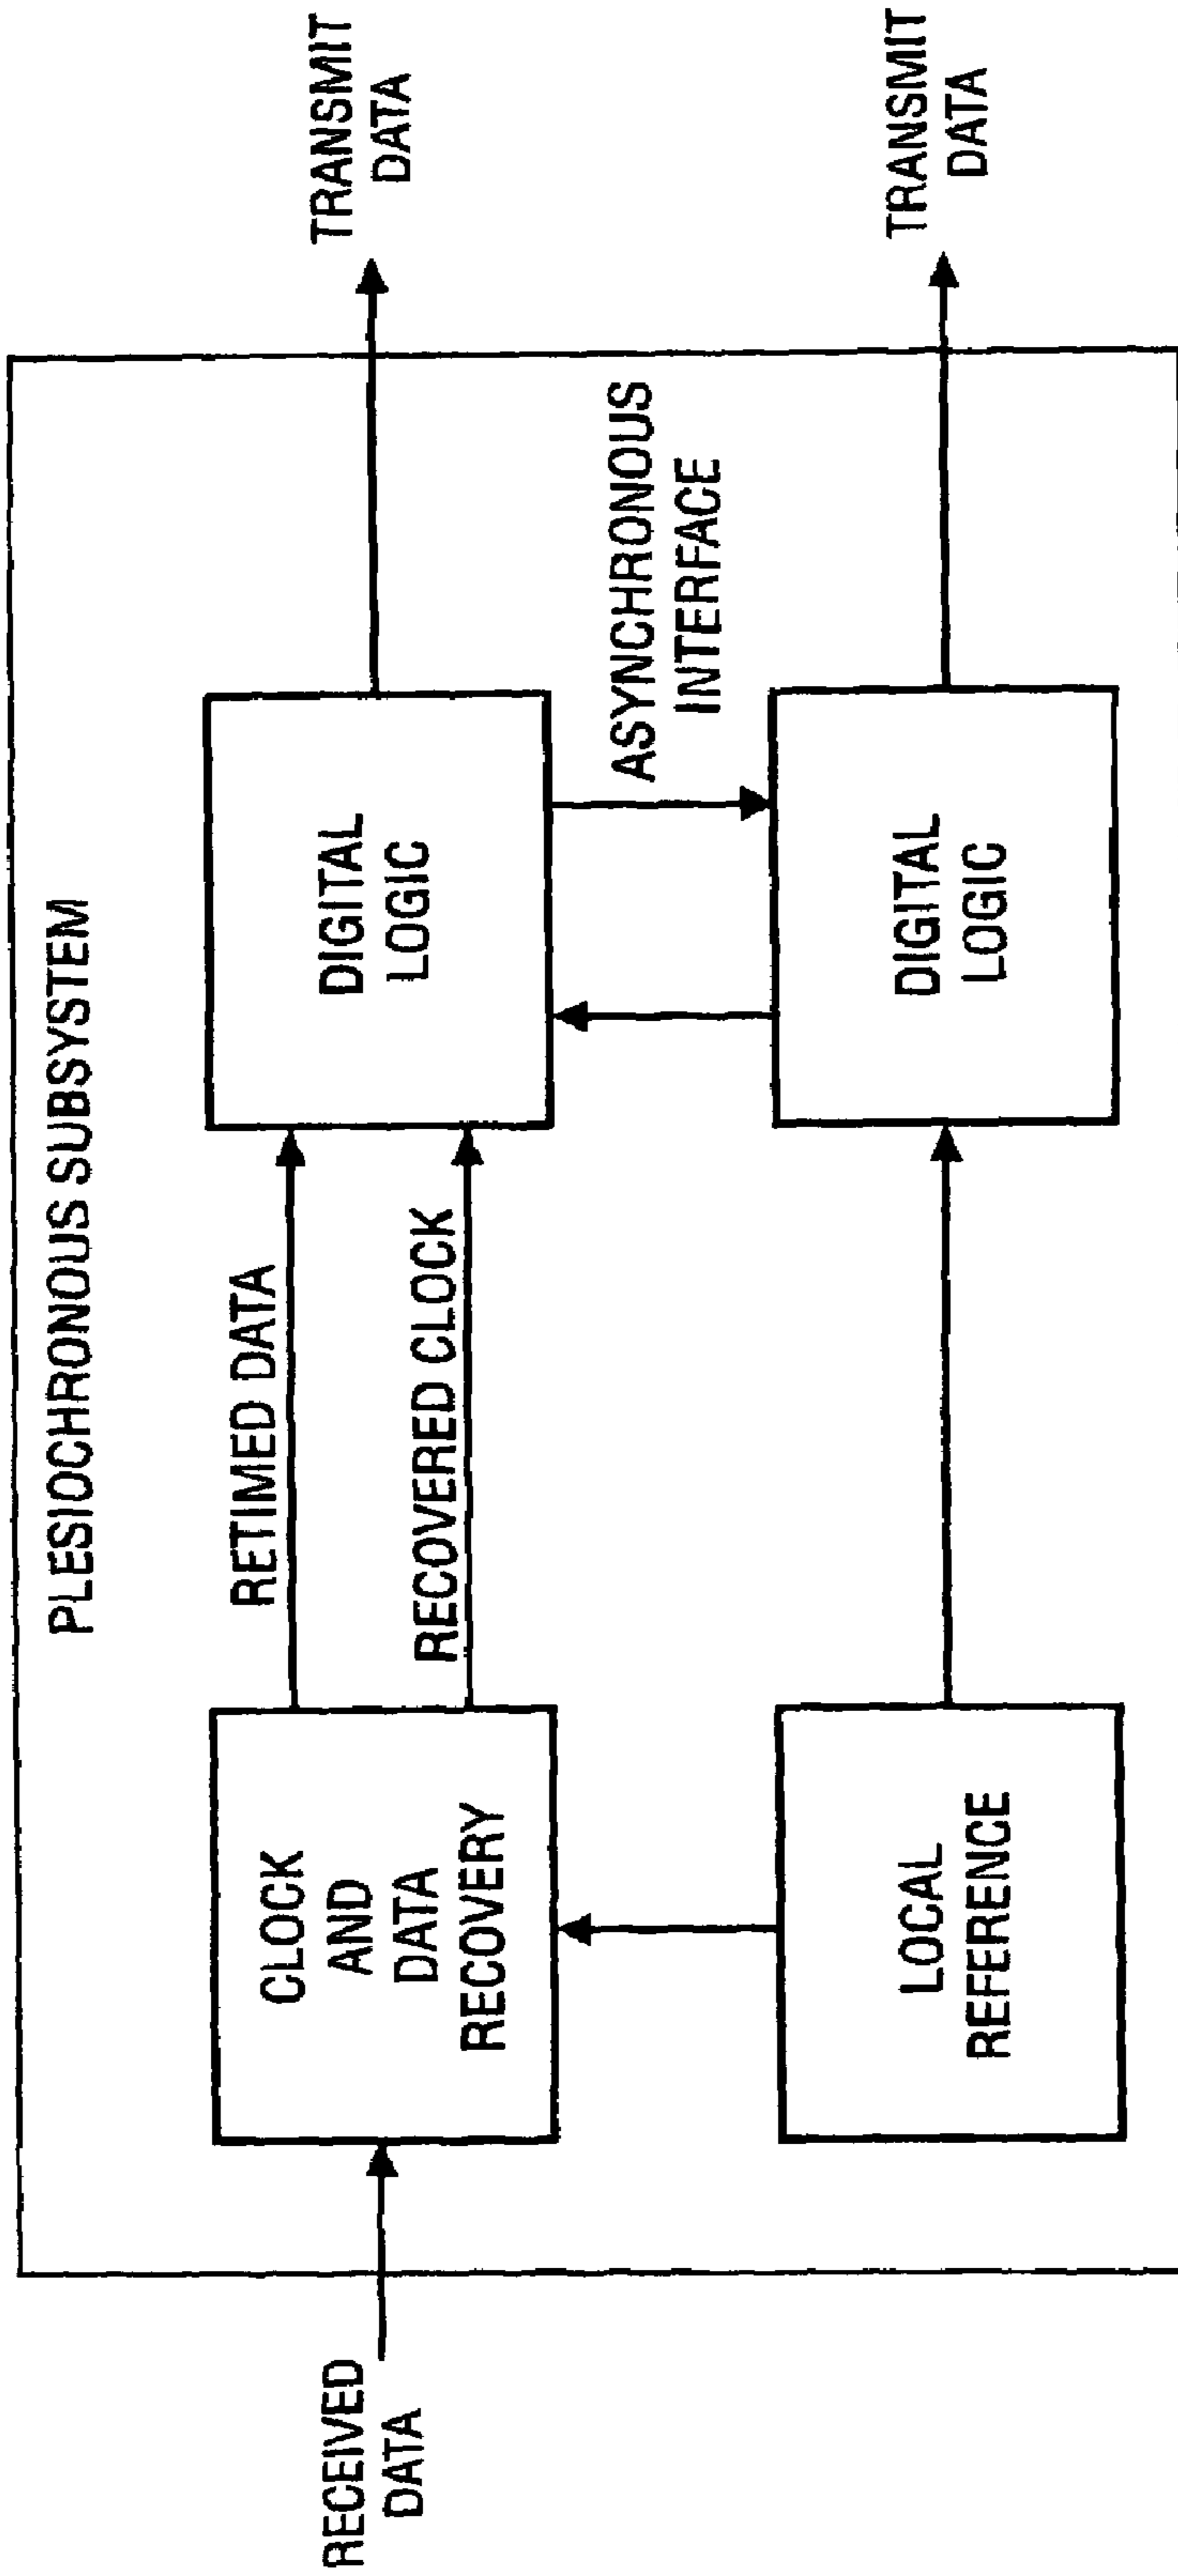 PLESIOCHRONOUS SUBSYSTEM
RECEIVED
DATA
CLOCK
AND
DATA
RECOVERY
RETIMED DATA
RECOVERED CLOCK
DIGITAL
LOGIC
TRANSMIT
DATA
ASYNCHRONOUS
INTERFACE
LOCAL
REFERENCE
DIGITAL
LOGIC
TRANSMIT
DATA